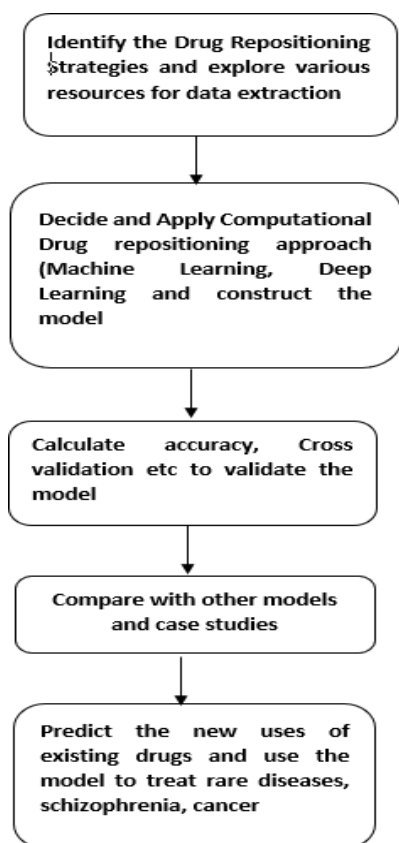 Identify the Drug Repositioning
Strategies and explore various
resources for data extraction
Decide and Apply Computational
Drug repositioning approach
(Machine Learning, Deep
Learning and construct the
model
Calculate accuracy, Cross
validation etc to validate the
model
Compare with other models
and case studies
Predict the new uses of
existing drugs and use the
model to treat rare diseases,
schizophrenia, cancer